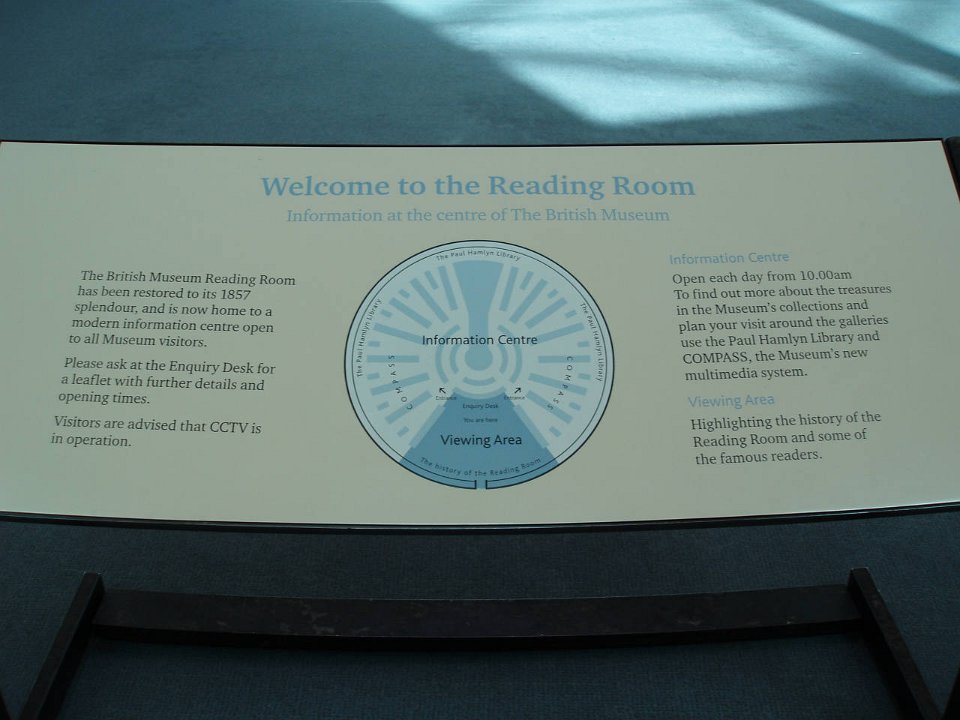 Welcome to the Reading Room
Information at the centre of The British Museum
The British Museum Reading Room
has been restored to its 1857
splendour, and is now home to a
modern information centre open
to all Museum visitors.
Please ask at the Enquiry Desk for
a leaflet with further details and
opening times.
Visitors are advised that CCTV is
in operation.
The Paul Hamlyn Library
The Paul Hamlyn Library
The Paul Hamlyn Library
Information Centre
COMPASS
COMPASS
Entrance
Entrance
Enquiry Desk
You are here
Viewing Area
The history of the Reading Room
Information Centre
Open each day from 10.00am
To find out more about the treasures
in the Museum's collections and
plan your visit around the galleries
use the Paul Hamlyn Library and
COMPASS, the Museum's new
multimedia system.
Viewing Area
Highlighting the history of the
Reading Room and some of
the famous readers.